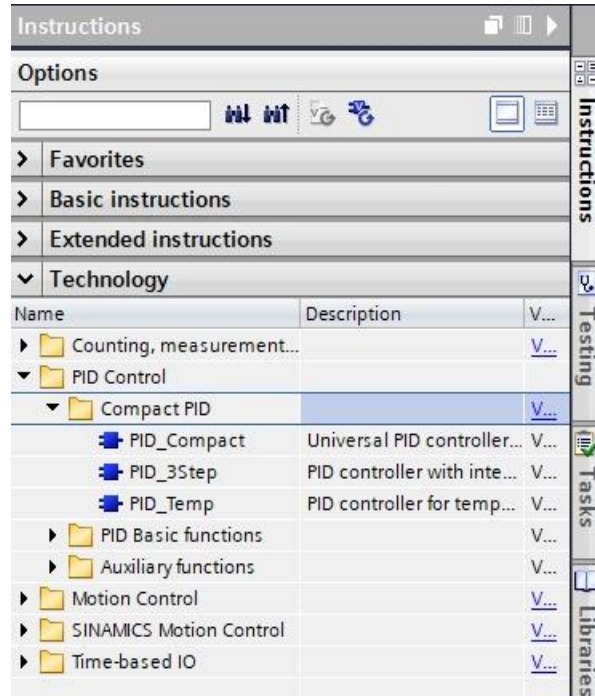 Instructions
Options
Favorites
Basic instructions
Extended instructions
Technology
Name Description V...
Counting, measurement... V...
PID Control
Compact PID V...
PID_Compact Universal PID controller... V...
PID_3Step PID controller with inte... V...
PID_Temp PID controller for temp... V...
PID Basic functions V...
Auxiliary functions V...
Motion Control V...
SINAMICS Motion Control V...
Time-based IO V...
Instructions
Testing
Tasks
Libraries